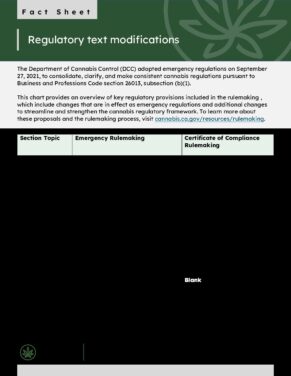 Fact Sheet
Regulatory text modifications
The Department of Cannabis Control (DCC) adopted emergency regulations on September
27, 2021, to consolidate, clarify, and make consistent cannabis regulations pursuant to
Business and Professions Code section 26013, subsection (b)(1).
This chart provides an overview of key regulatory provisions included in the rulemaking ,
which include changes that are in effect as emergency regulations and additional changes
to streamline and strengthen the cannabis regulatory framework. To learn more about
these proposals and the rulemaking process, visit cannabis.ca.gov/resources/rulemaking.
Section Topic Emergency Rulemaking Certificate of Compliance
Rulemaking
Blank